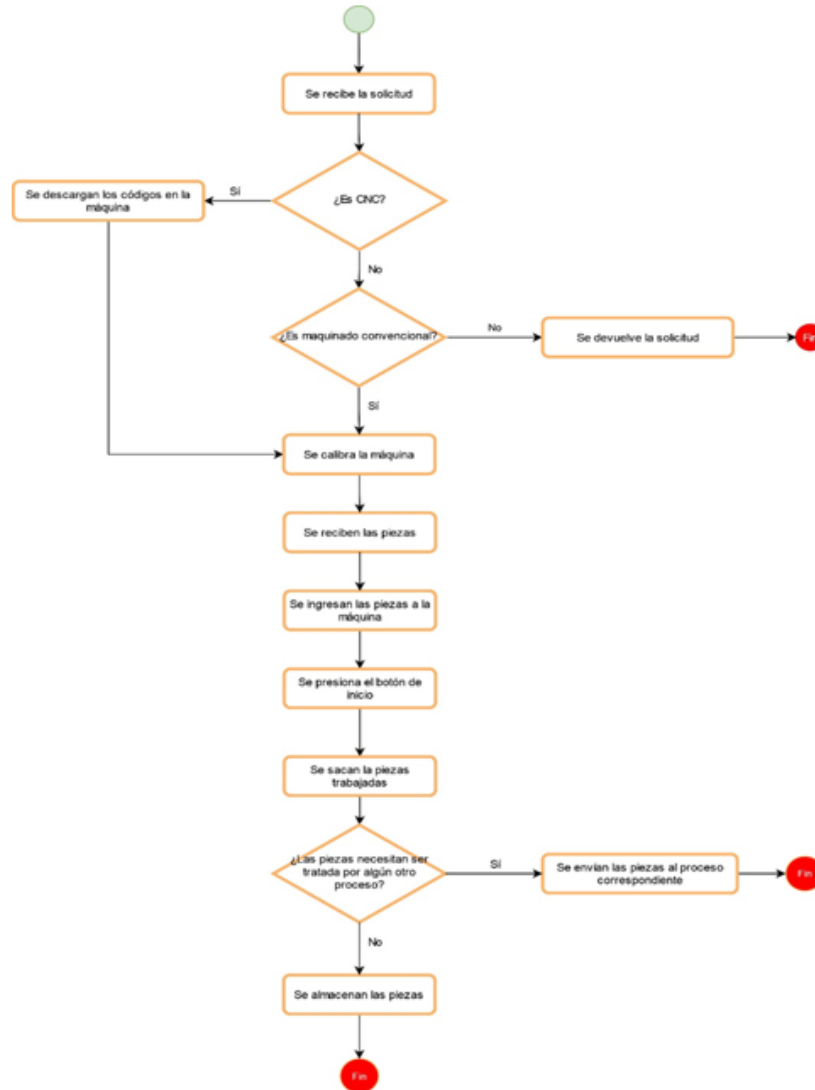 Se recibe la solicitud
Se descargan los códigos en la
máquina
Sí
¿Es CNC?
No
¿Es maquinado convencional?
No
Se devuelve la solicitud
Fin
Sí
Se calibra la máquina
Se reciben las piezas
Se ingresan las piezas a la
máquina
Se presiona el botón de
inicio
Se sacan la piezas
trabajadas
¿Las piezas necesitan ser
tratada por algún otro
proceso?
Sí
Se envían las piezas al proceso
correspondiente
Fin
No
Se almacenan las piezas
Fin